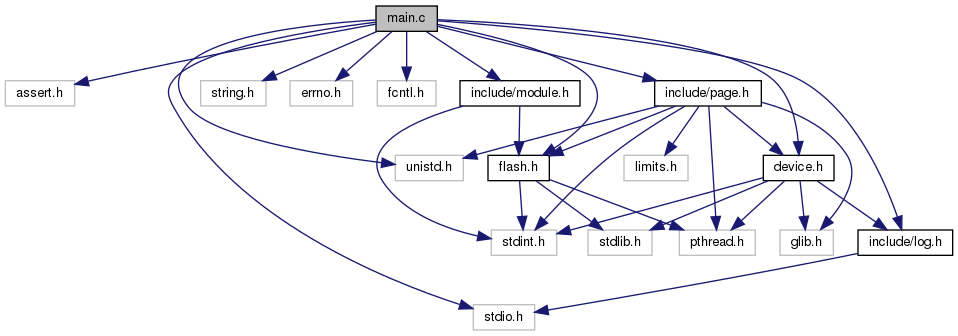 main.c
assert.h
string.h
errno.h
fcntl.h
include/module.h
include/page.h
unistd.h
flash.h
limits.h
device.h
stdint.h
stdlib.h
pthread.h
glib.h
include/log.h
stdio.h